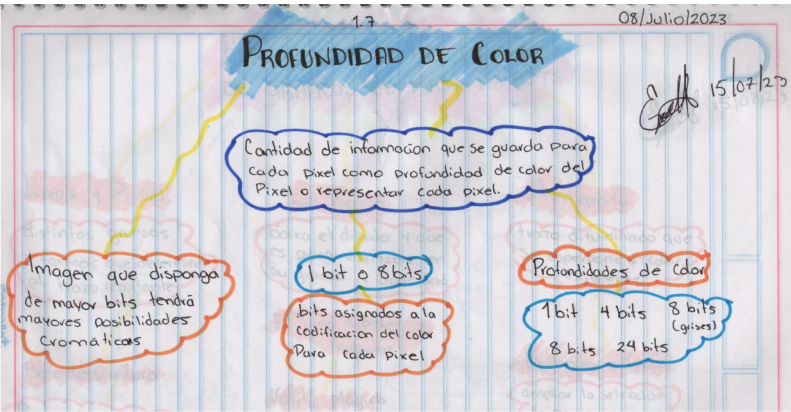 1.7
08/Julio/2023
PROFUNDIDAD DE COLOR
15/07/23
Cantidad de informacion que se guarda para
cada pixel como profundidad de color del
Pixel o representar cada pixel.
Imagen que disponga
de mayor bits tendrá
mayores posibilidades
cromáticas
1 bit o 8 bits
bits asignados a la
codificacion del color
Para cada pixel
Profundidades de color
1 bit 4 bits 8 bits
(grises)
8 bits 24 bits